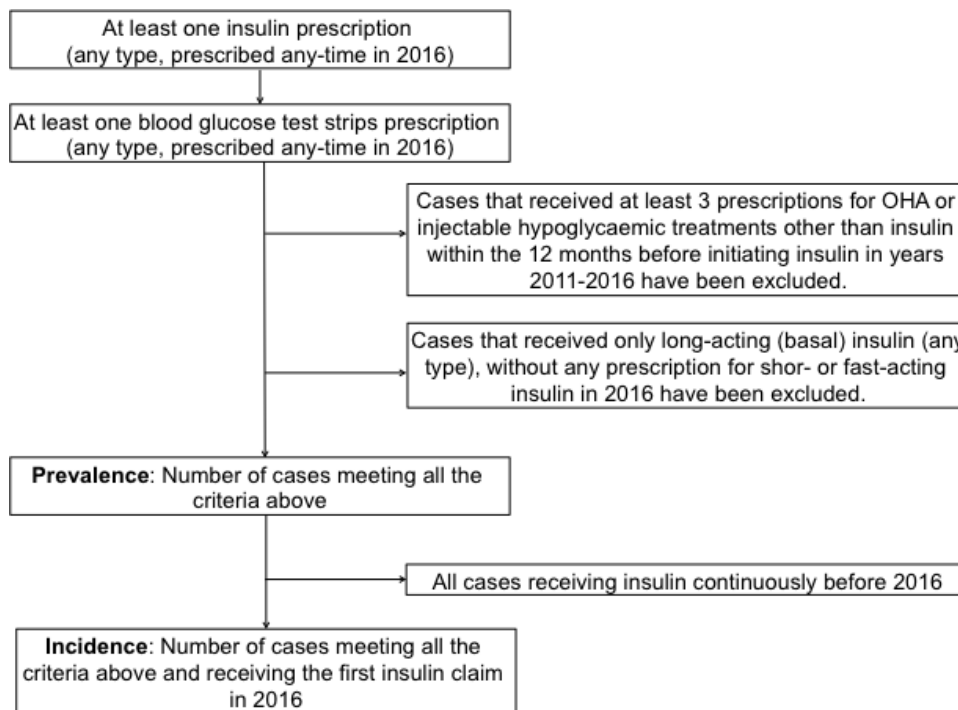 At least one insulin prescription
(any type, prescribed any-time in 2016)
At least one blood glucose test strips prescription
(any type, prescribed any-time in 2016)
Cases that received at least 3 prescriptions for OHA or
injectable hypoglycaemic treatments other than insulin
within the 12 months before initiating insulin in years
2011-2016 have been excluded.
Cases that received only long-acting (basal) insulin (any
type), without any prescription for shor- or fast-acting
insulin in 2016 have been excluded.
Prevalence: Number of cases meeting all the
criteria above
All cases receiving insulin continuously before 2016
Incidence: Number of cases meeting all the
criteria above and receiving the first insulin claim
in 2016